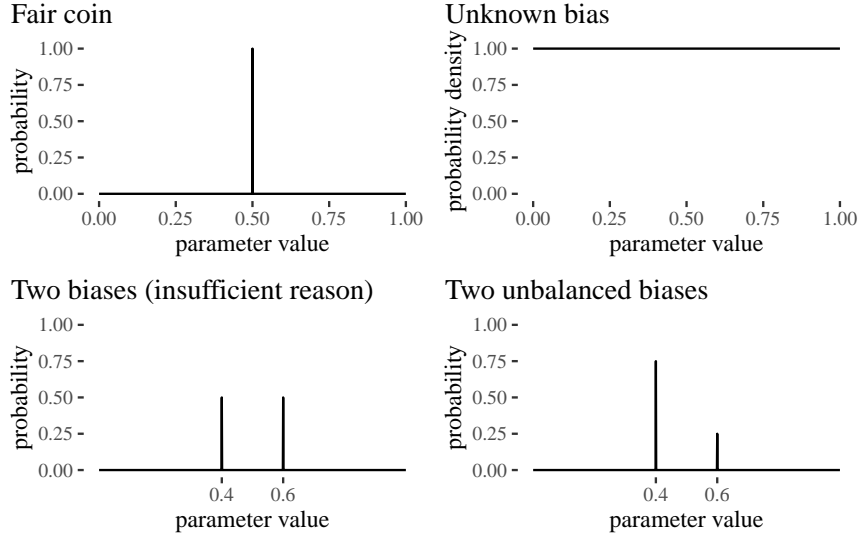 Fair coin
probability
1.00
0.75
0.50
0.25
0.00
0.00 0.25 0.50 0.75 1.00
parameter value
Unknown bias
probability density
1.00
0.75
0.50
0.25
0.00
0.00 0.25 0.50 0.75 1.00
parameter value
Two biases (insufficient reason)
probability
1.00
0.75
0.50
0.25
0.00
0.4 0.6
parameter value
Two unbalanced biases
probability
1.00
0.75
0.50
0.25
0.00
0.4 0.6
parameter value